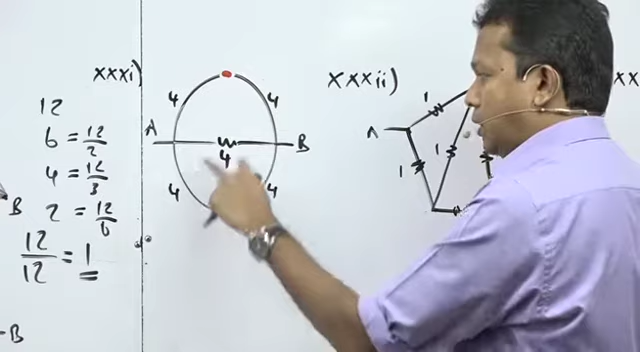 xxxi)
12
6 = 12/2
4 = 12/3
2 = 12/6
12/12 = 1
B
B
4
4
A
4
B
4
4
xxxii)
A
1
1
1
xx